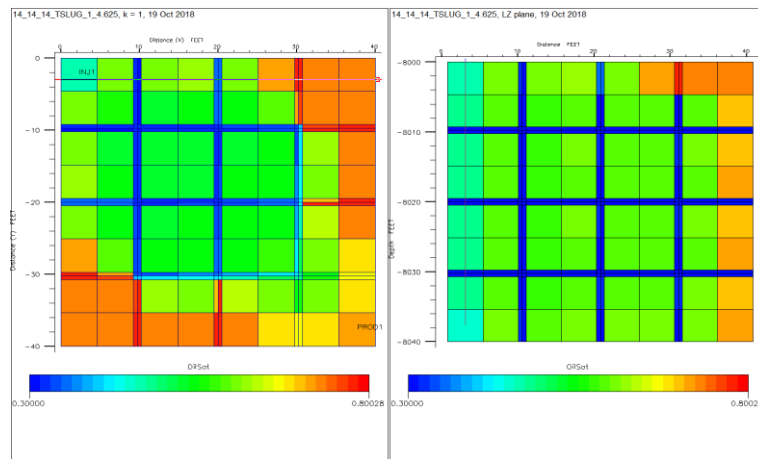 14_14_14_TSLUG_1_4.625, k = 1, 19 Oct 2018
Distance (X) FEET
0 10 20 30 40
INJ1
0
-10
-20
-30
-40
Distance (Y) FEET
PROD1
OilSat
0.30000 0.80028
14_14_14_TSLUG_1_4.625, LZ plane, 19 Oct 2018
Distance FEET
0 10 20 30 40
-8000
-8010
-8020
-8030
-8040
Depth FEET
OilSat
0.30000 0.8002